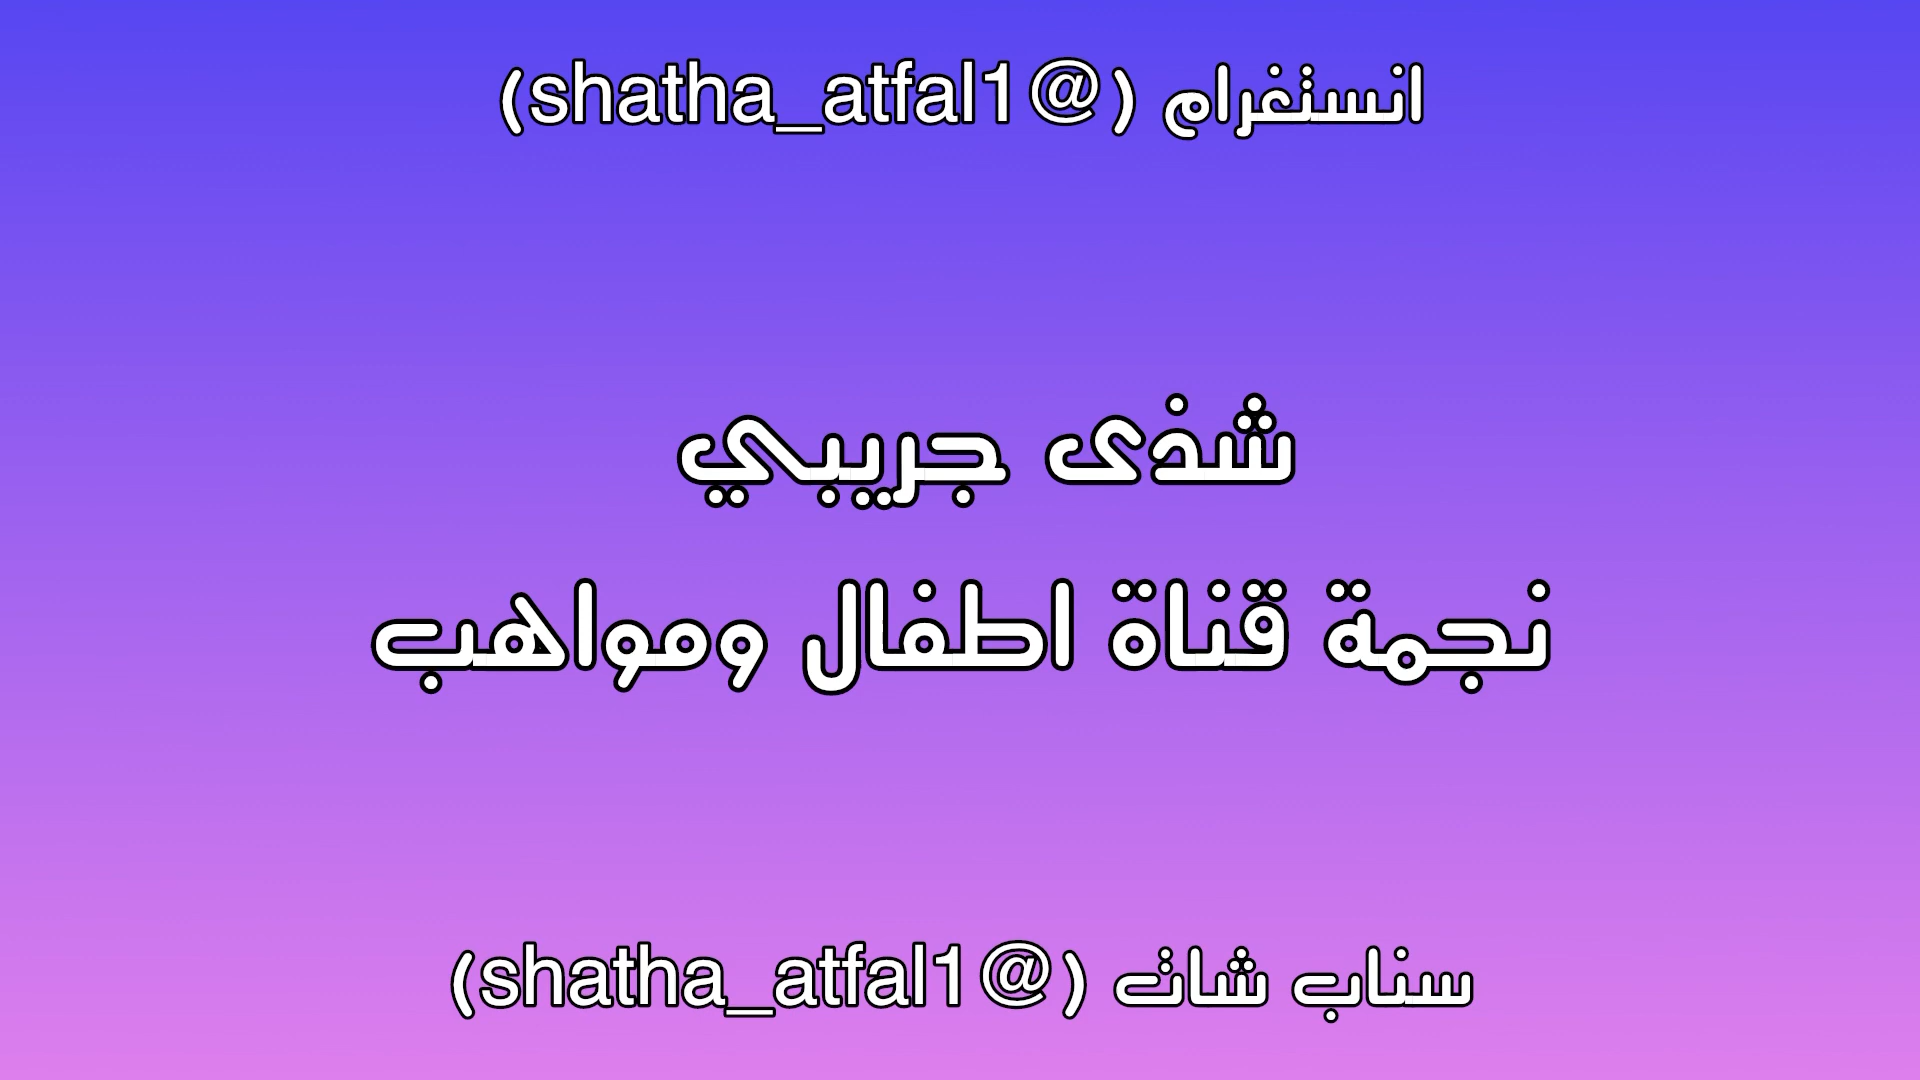 انستغرام (@shatha_atfal1)
شذى جريبي
نجمة قناة اطفال ومواهب
سناب شات (@shatha_atfal1)